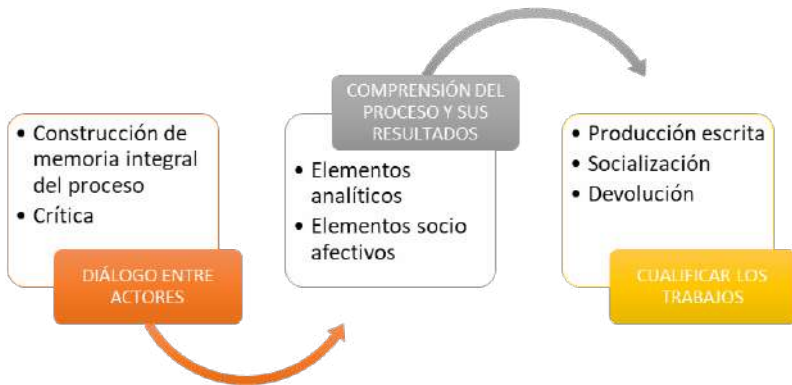 • Construcción de
memoria integral
del proceso
• Crítica
DIÁLOGO ENTRE
ACTORES
COMPRENSIÓN DEL
PROCESO Y SUS
RESULTADOS
• Elementos
analíticos
• Elementos socio
afectivos
• Producción escrita
• Socialización
• Devolución
CUALIFICAR LOS
TRABAJOS